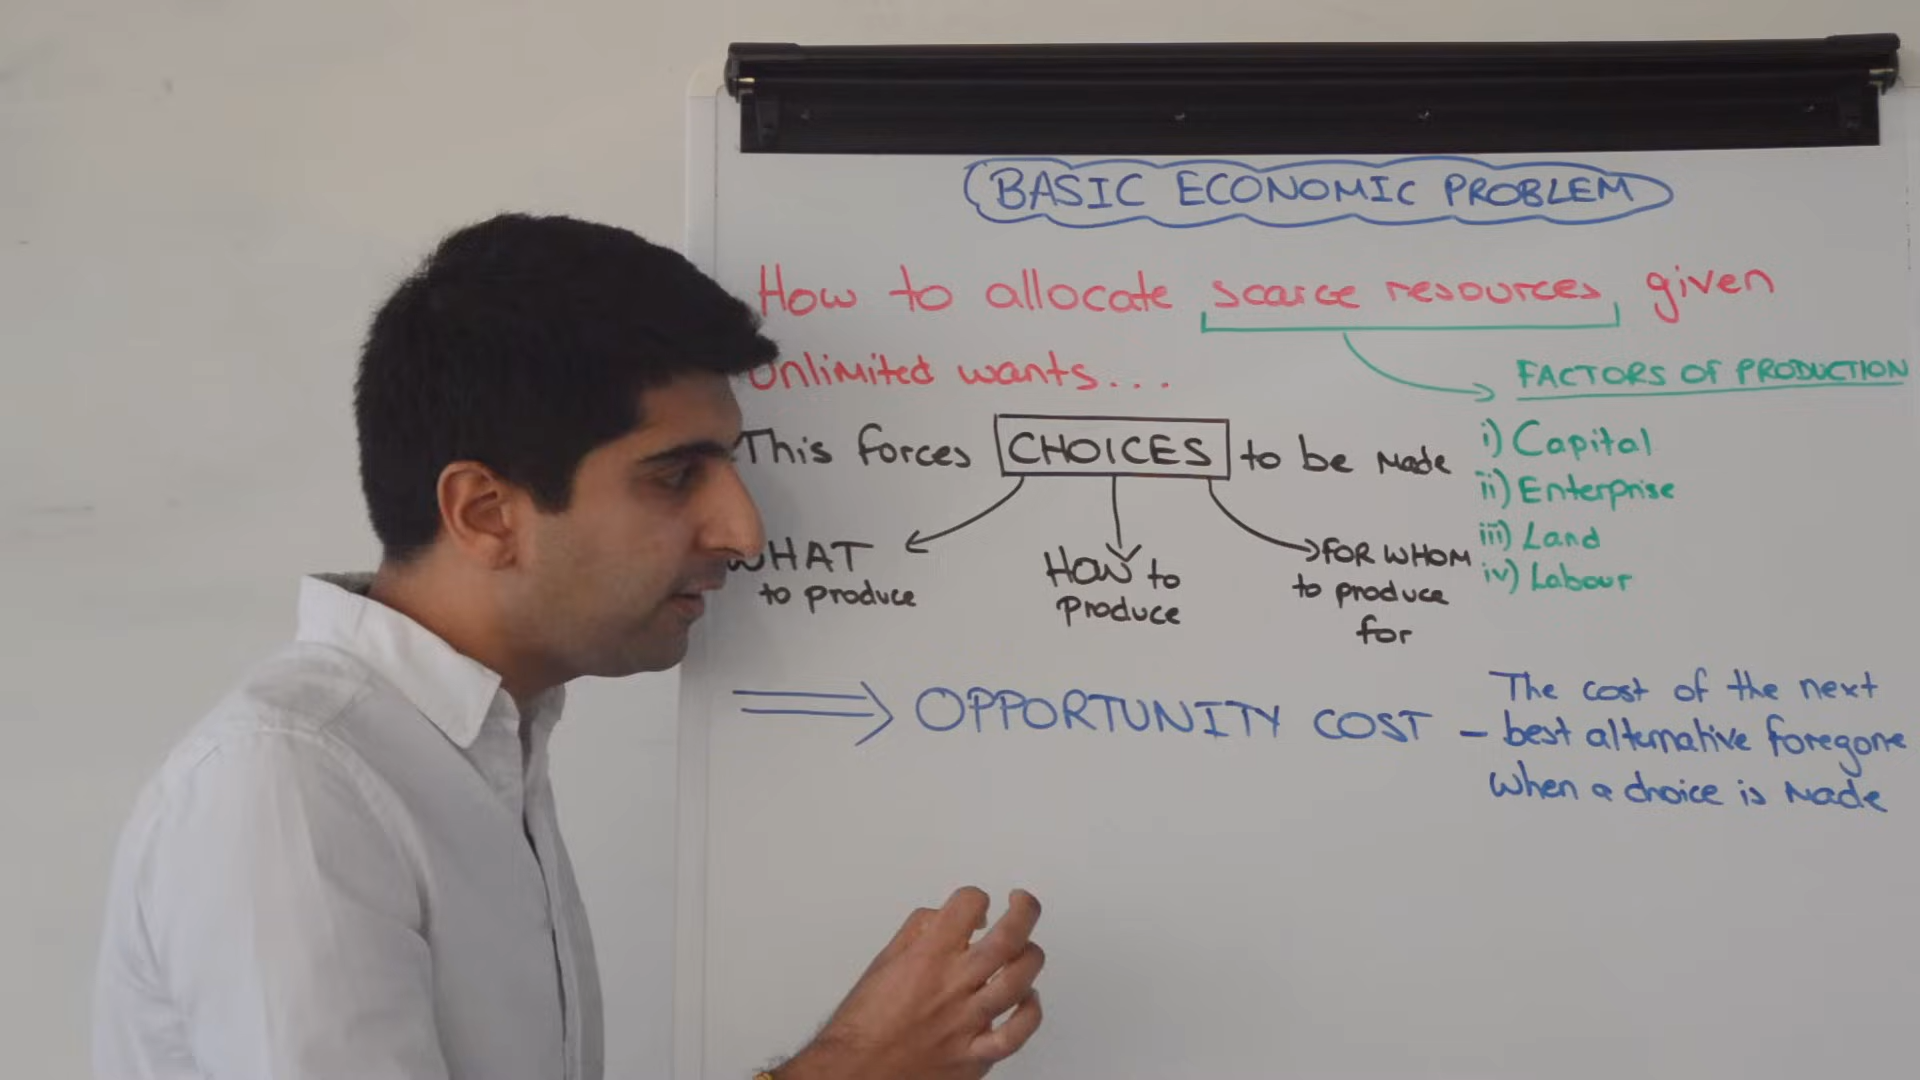 BASIC ECONOMIC PROBLEM
How to allocate scarce resources given
Unlimited wants...
FACTORS OF PRODUCTION
i) Capital
ii) Enterprise
iii) Land
iv) Labour
This forces CHOICES to be made
WHAT
to produce
How to
produce
FOR WHOM
to produce
for
OPPORTUNITY COST -
The cost of the next
best alternative foregone
when a choice is made